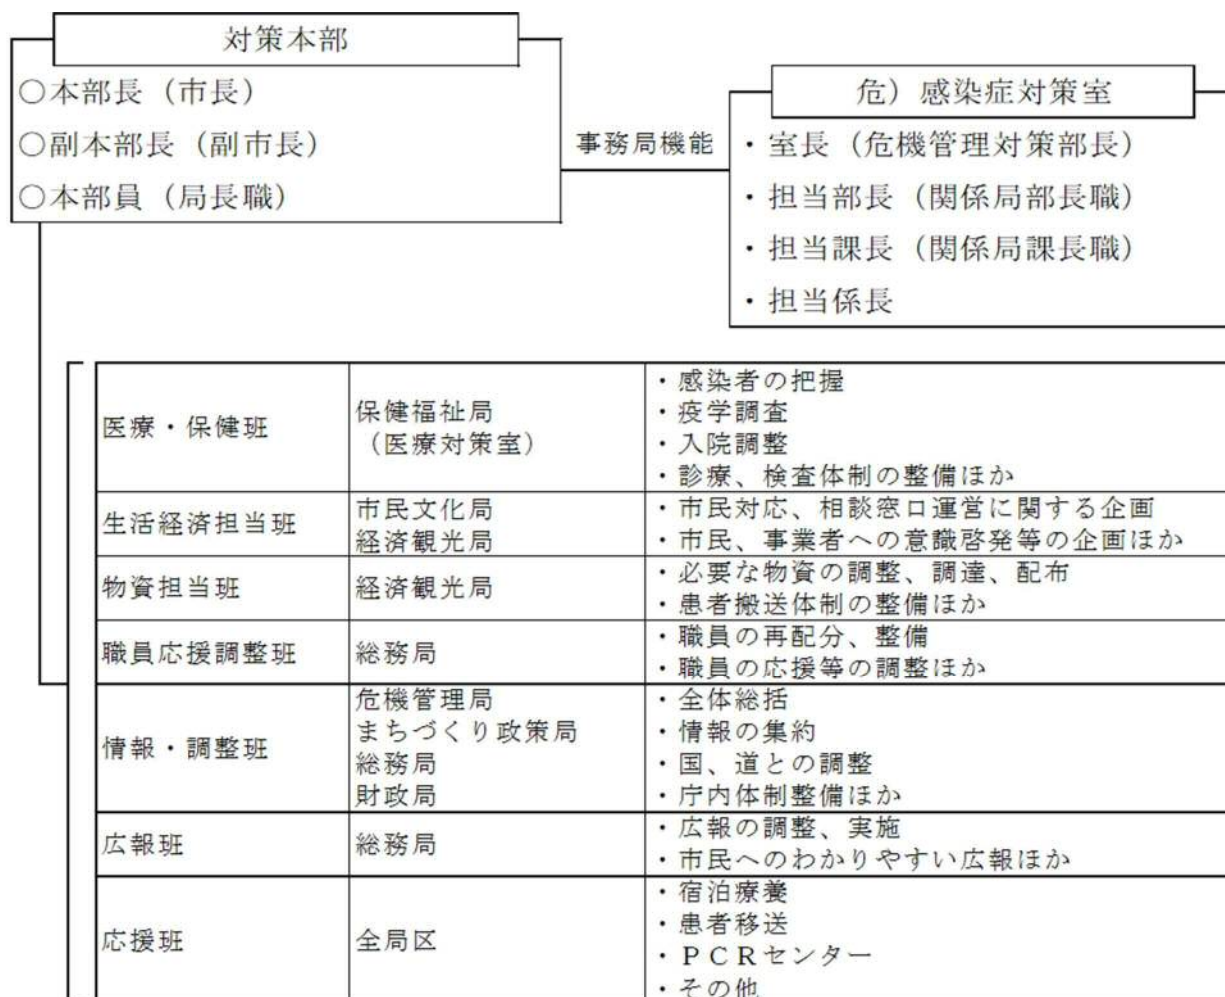 対策本部
○本部長（市長）
○副本部長（副市長）
○本部員（局長職）
事務局機能
危）感染症対策室
・室長（危機管理対策部長）
・担当部長（関係局部長職）
・担当課長（関係局課長職）
・担当係長
医療・保健班
保健福祉局
（医療対策室）
・感染者の把握
・疫学調査
・入院調整
・診療、検査体制の整備ほか
生活経済担当班
市民文化局
経済観光局
・市民対応、相談窓口運営に関する企画
・市民、事業者への意識啓発等の企画ほか
物資担当班
経済観光局
・必要な物資の調整、調達、配布
・患者搬送体制の整備ほか
職員応援調整班
総務局
・職員の再配分、整備
・職員の応援等の調整ほか
情報・調整班
危機管理局
まちづくり政策局
総務局
財政局
・全体総括
・情報の集約
・国、道との調整
・庁内体制整備ほか
広報班
総務局
・広報の調整、実施
・市民へのわかりやすい広報ほか
応援班
全局区
・宿泊療養
・患者移送
・ＰＣＲセンター
・その他